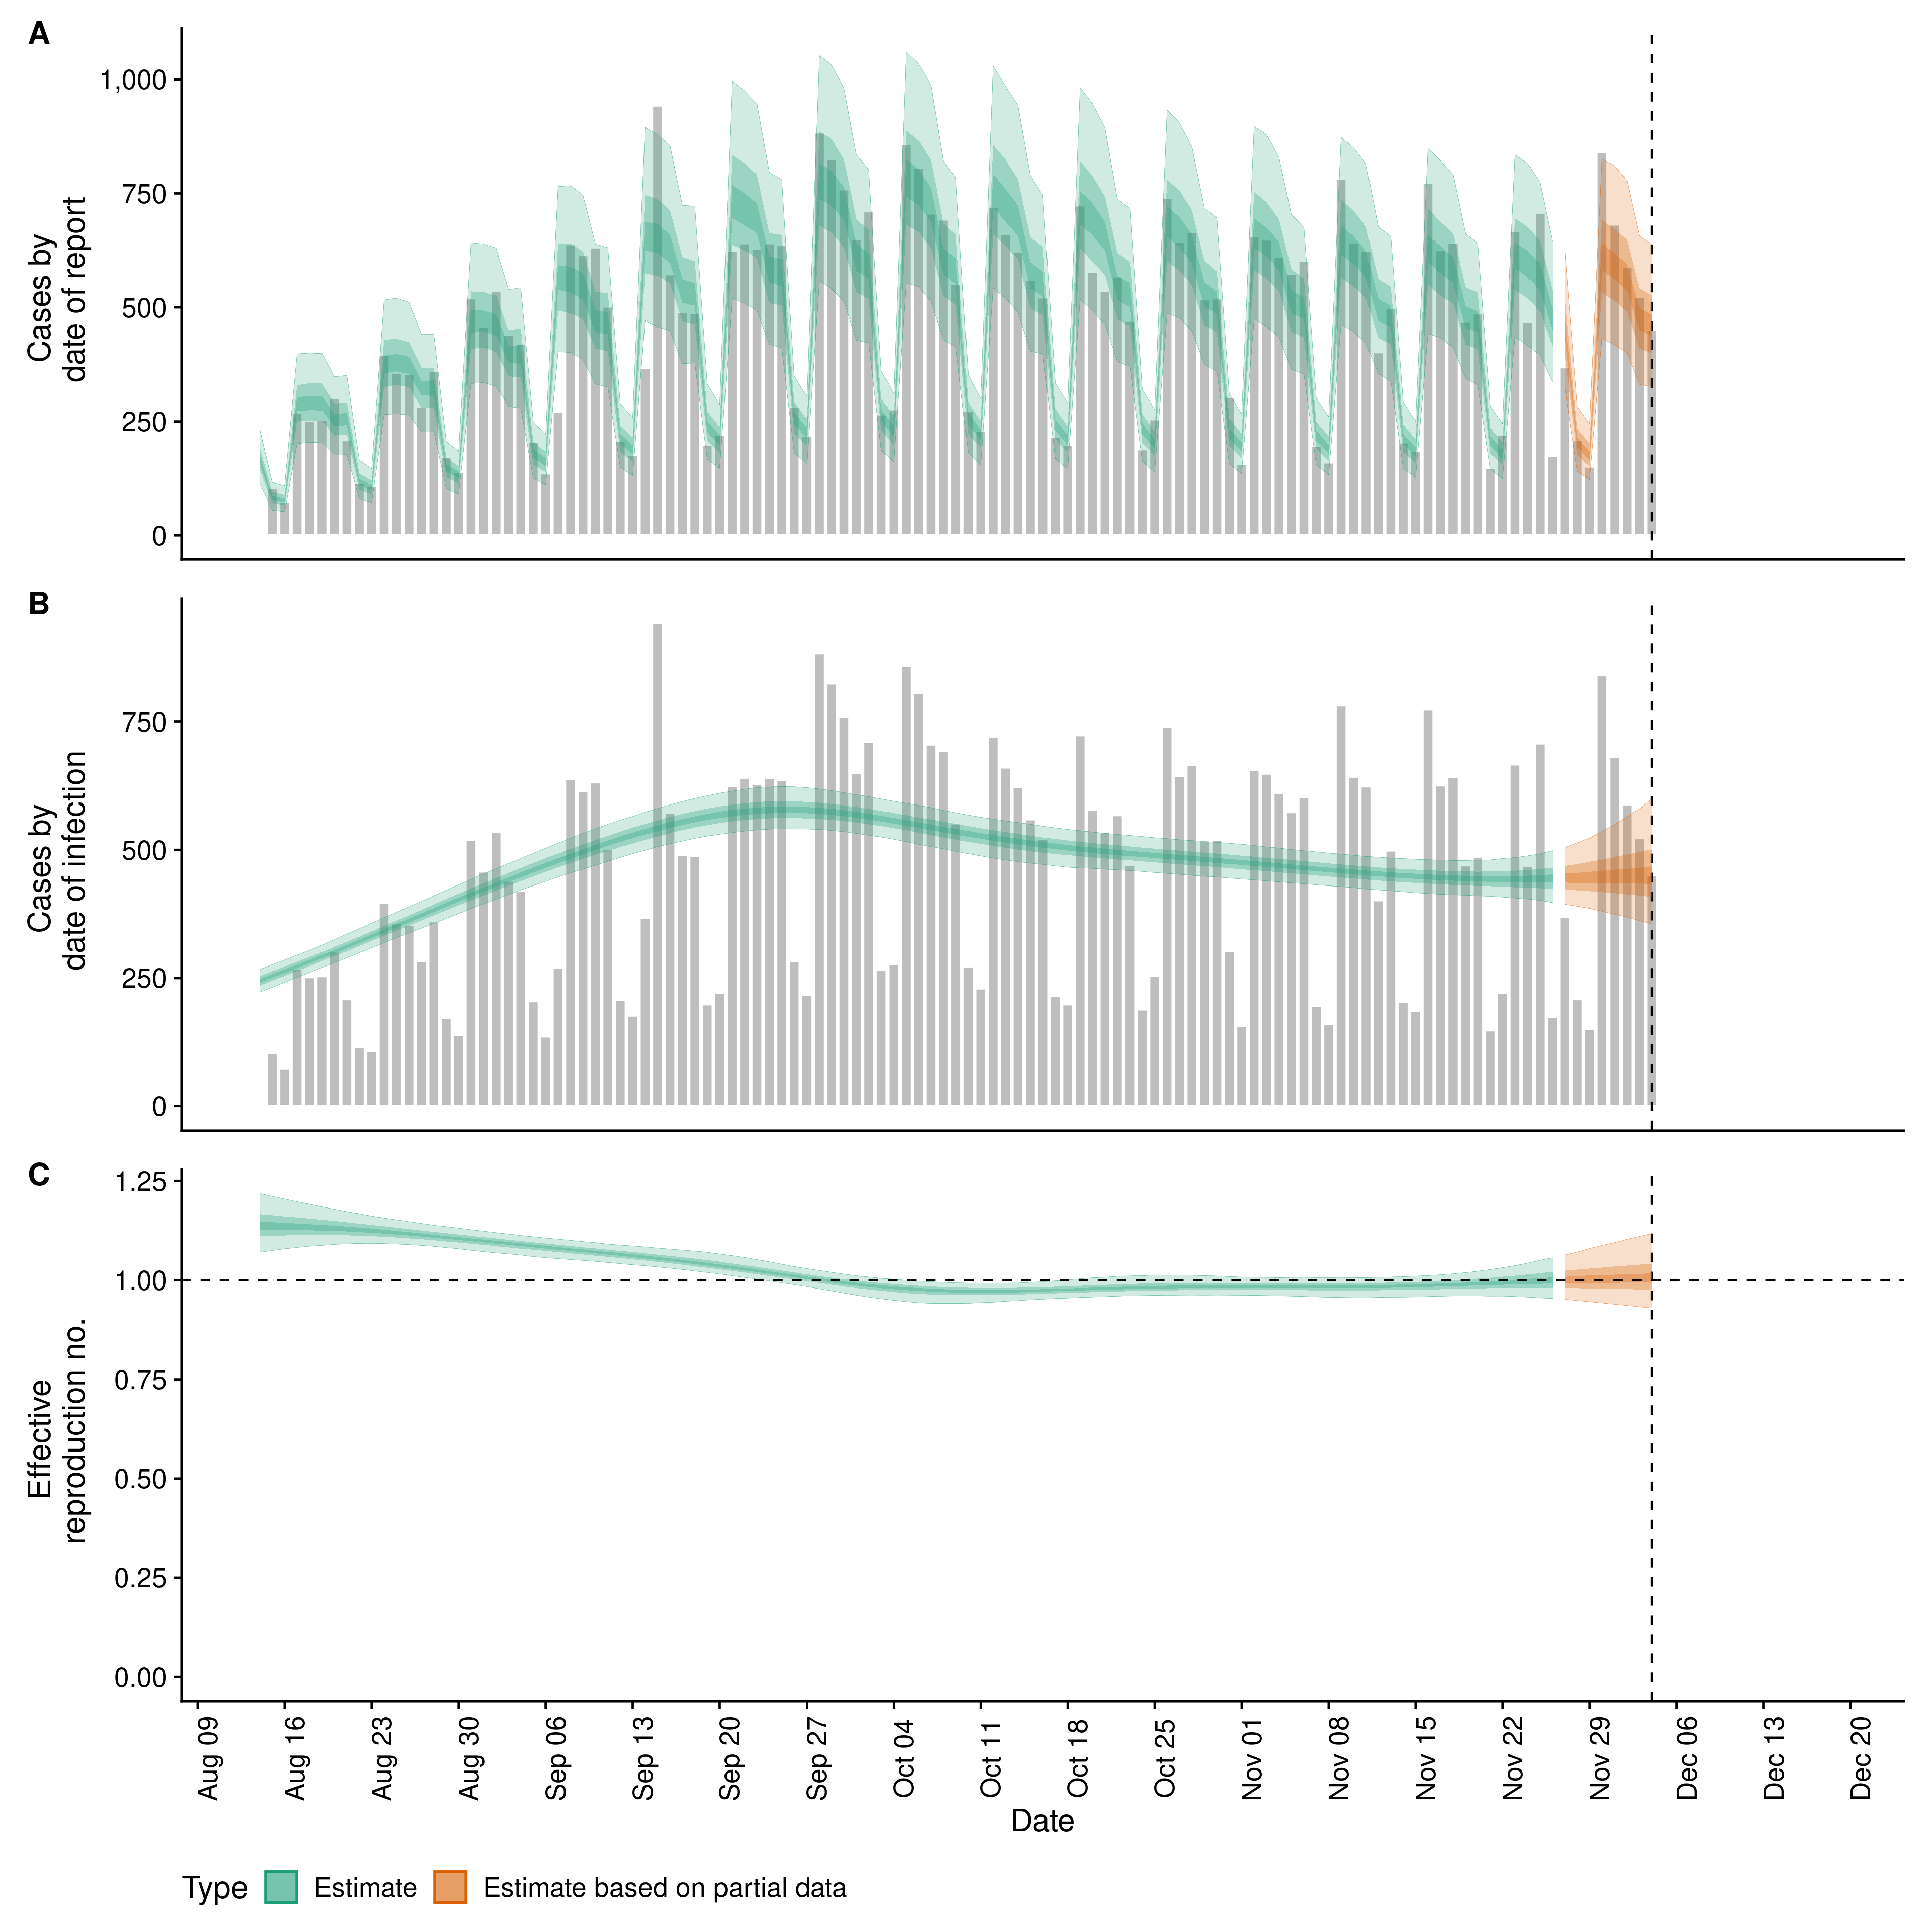 A
Cases by
date of report
1,000
750
500
250
0
B
Cases by
date of infection
750
500
250
0
C
Effective
reproduction no.
1.25
1.00
0.75
0.50
0.25
0.00
Aug 09
Aug 16
Aug 23
Aug 30
Sep 06
Sep 13
Sep 20
Sep 27
Oct 04
Oct 11
Oct 18
Oct 25
Nov 01
Nov 08
Nov 15
Nov 22
Nov 29
Dec 06
Dec 13
Dec 20
Date
Type Estimate Estimate based on partial data